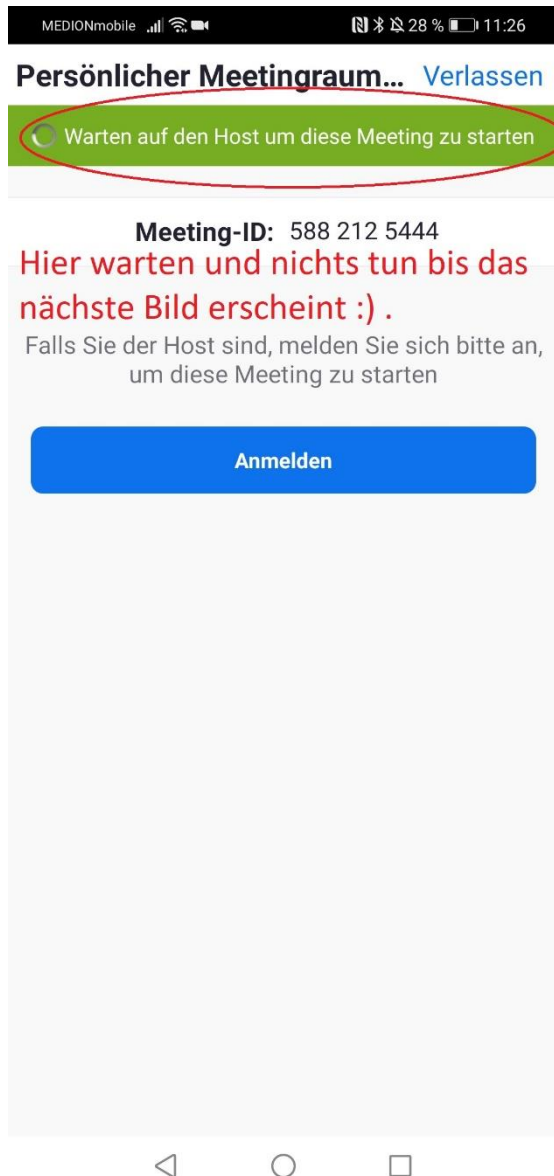 MEDIONmobile 28 % 11:26
Persönlicher Meetingraum... Verlassen
Warten auf den Host um diese Meeting zu starten
Meeting-ID: 588 212 5444
Hier warten und nichts tun bis das
nächste Bild erscheint :) .
Falls Sie der Host sind, melden Sie sich bitte an,
um diese Meeting zu starten
Anmelden